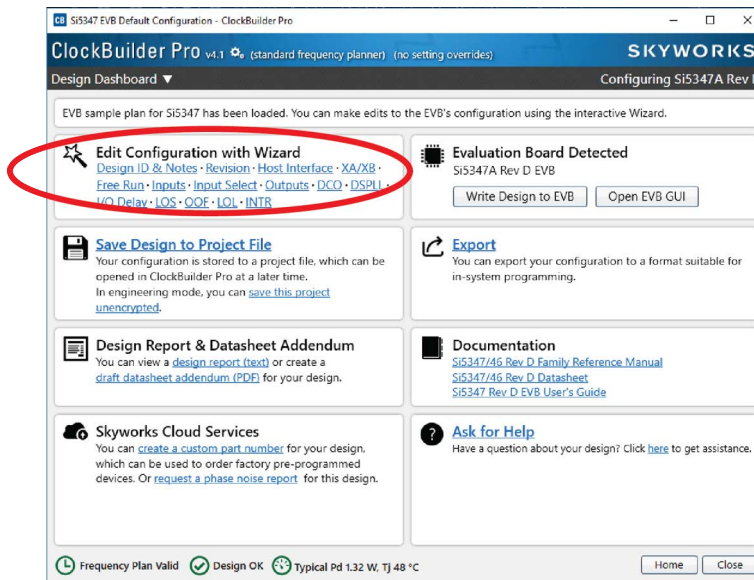 CB Si5347 EVB Default Configuration - ClockBuilder Pro
ClockBuilder Pro v4.1 (standard frequency planner) (no setting overrides) SKYWORKS
Design Dashboard ▼ Configuring Si5347A Rev
EVB sample plan for Si5347 has been loaded. You can make edits to the EVB's configuration using the interactive Wizard.
Edit Configuration with Wizard
Design ID & Notes · Revision · Host Interface · XA/XB ·
Free Run · Inputs · Input Select · Outputs · DCO · DSPLL ·
I/O Delay · LOS · OOF · LOL · INTR
Evaluation Board Detected
Si5347A Rev D EVB
Write Design to EVB Open EVB GUI
Save Design to Project File
Your configuration is stored to a project file, which can be
opened in ClockBuilder Pro at a later time.
In engineering mode, you can save this project
unencrypted.
Export
You can export your configuration to a format suitable for
in-system programming.
Design Report & Datasheet Addendum
You can view a design report (text) or create a
draft datasheet addendum (PDF) for your design.
Documentation
Si5347/46 Rev D Family Reference Manual
Si5347/46 Rev D Datasheet
Si5347 Rev D EVB User's Guide
Skyworks Cloud Services
You can create a custom part number for your design,
which can be used to order factory pre-programmed
devices. Or request a phase noise report for this design.
? Ask for Help
Have a question about your design? Click here to get assistance.
Frequency Plan Valid Design OK Typical Pd 1.32 W, Tj 48 °C
Home Close